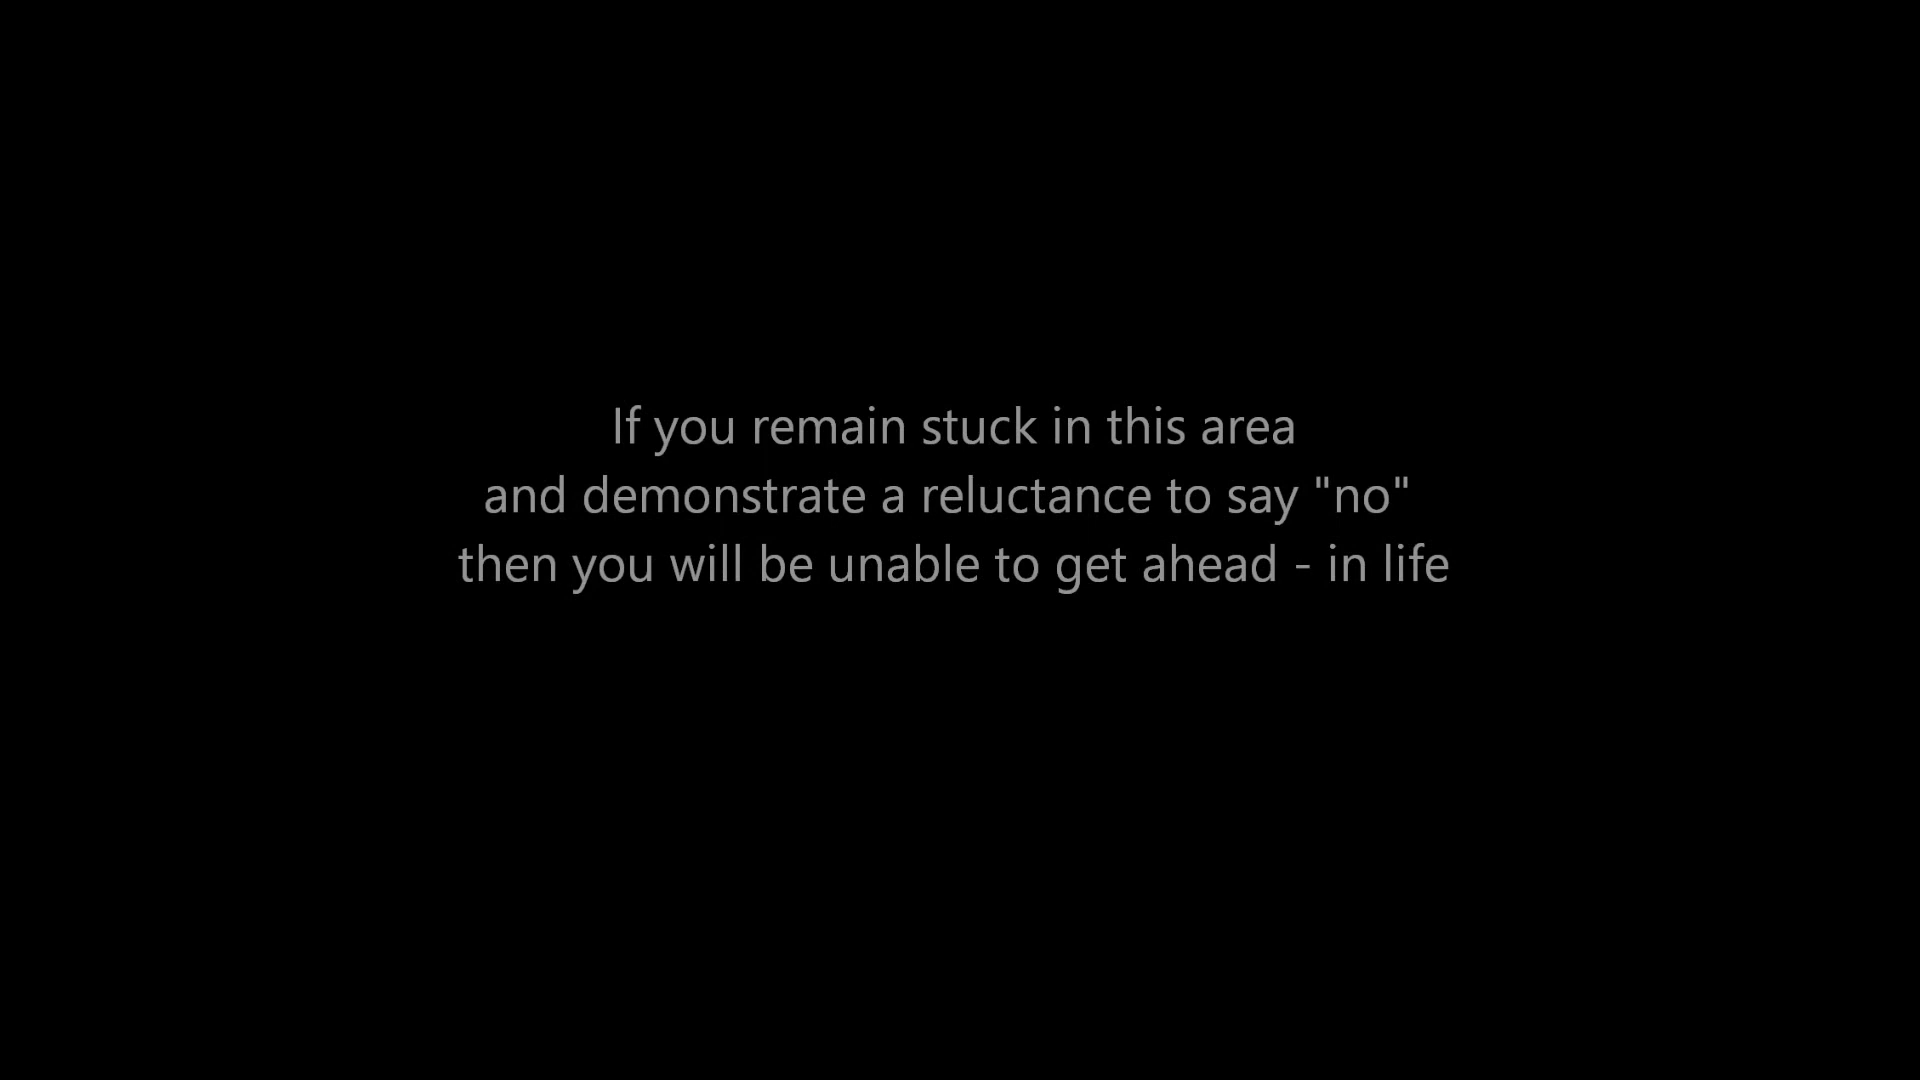 If you remain stuck in this area
and demonstrate a reluctance to say "no"
then you will be unable to get ahead - in life